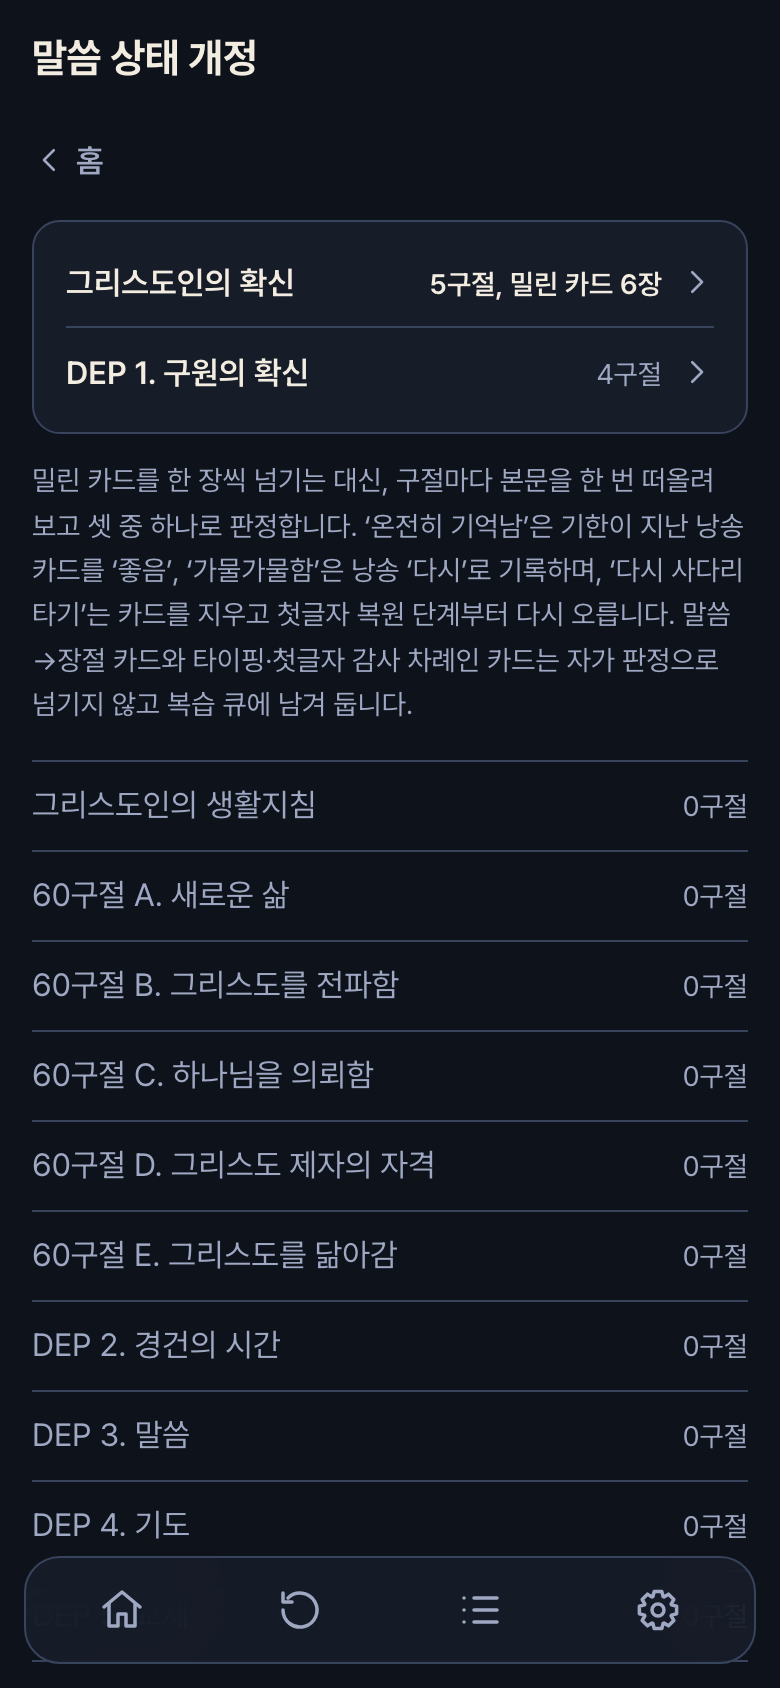 말씀 상태 개정
홈
그리스도인의 확신 5구절, 밀린 카드 6장
DEP 1. 구원의 확신 4구절
밀린 카드를 한 장씩 넘기는 대신, 구절마다 본문을 한 번 떠올려
보고 셋 중 하나로 판정합니다. ‘온전히 기억남’은 기한이 지난 낭송
카드를 ‘좋음’, ‘가물가물함’은 낭송 ‘다시’로 기록하며, ‘다시 사다리
타기’는 카드를 지우고 첫글자 복원 단계부터 다시 오릅니다. 말씀
→장절 카드와 타이핑·첫글자 감사 차례인 카드는 자가 판정으로
넘기지 않고 복습 큐에 남겨 둡니다.
그리스도인의 생활지침 0구절
60구절 A. 새로운 삶 0구절
60구절 B. 그리스도를 전파함 0구절
60구절 C. 하나님을 의뢰함 0구절
60구절 D. 그리스도 제자의 자격 0구절
60구절 E. 그리스도를 닮아감 0구절
DEP 2. 경건의 시간 0구절
DEP 3. 말씀 0구절
DEP 4. 기도 0구절